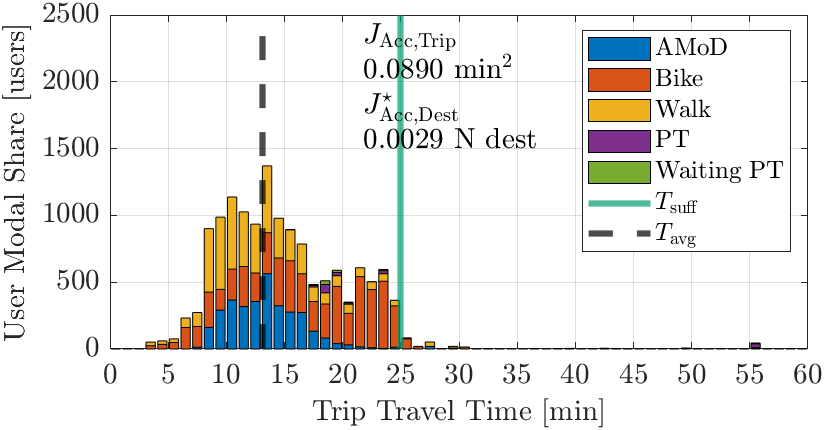 2500
2000
1500
1000
500
0
User Modal Share [users]
J_Acc,Trip
0.0890 min²
J*_Acc,Dest
0.0029 N dest
AMoD
Bike
Walk
PT
Waiting PT
T_suff
T_avg
0 5 10 15 20 25 30 35 40 45 50 55 60
Trip Travel Time [min]